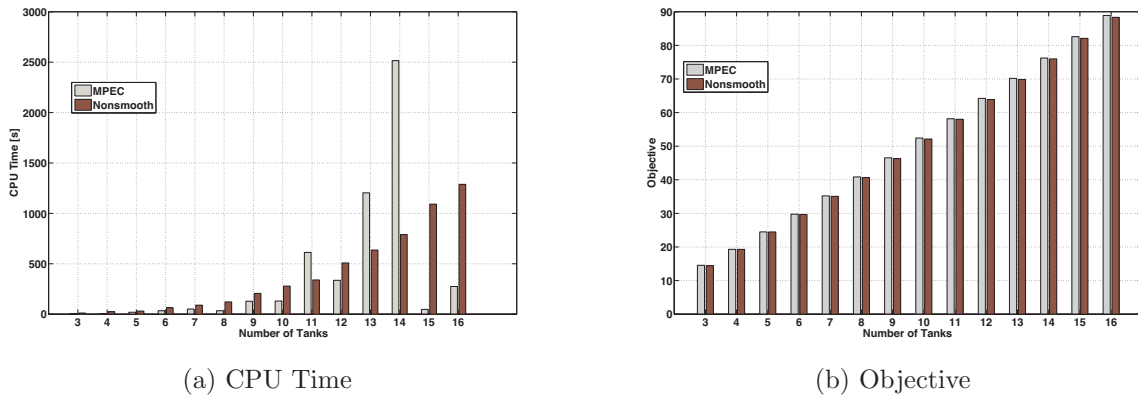 3000
2500
2000
1500
1000
500
0
CPU Time [s]
MPEC
Nonsmooth
3 4 5 6 7 8 9 10 11 12 13 14 15 16
Number of Tanks
(a) CPU Time
90
80
70
60
50
40
30
20
10
0
Objective
MPEC
Nonsmooth
3 4 5 6 7 8 9 10 11 12 13 14 15 16
Number of Tanks
(b) Objective